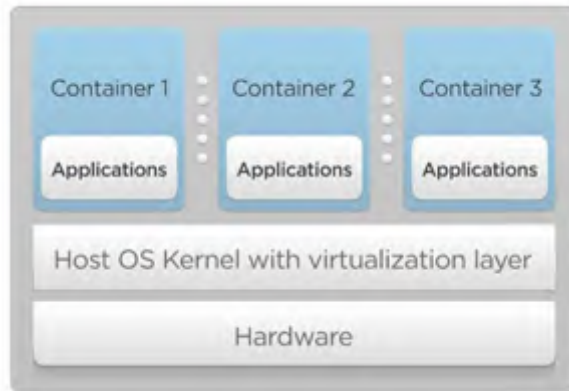 Container 1
Container 2
Container 3
Applications
Applications
Applications
Host OS Kernel with virtualization layer
Hardware